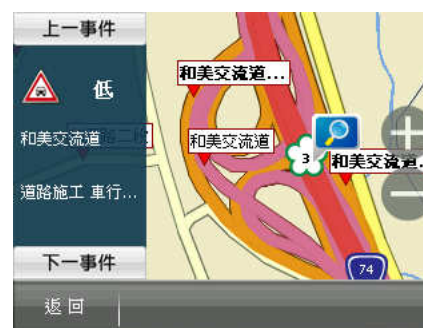 上一事件
低
和美交流道
道路施工 車行...
下一事件
返回
和美交流道...
和美交流道
3
和美交流道.
74